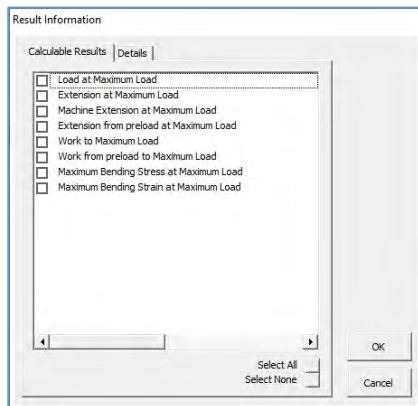 Result Information
Calculable Results
Details
Load at Maximum Load
Extension at Maximum Load
Machine Extension at Maximum Load
Extension from preload at Maximum Load
Work to Maximum Load
Work from preload to Maximum Load
Maximum Bending Stress at Maximum Load
Maximum Bending Strain at Maximum Load
OK
Select All
Select None
Cancel